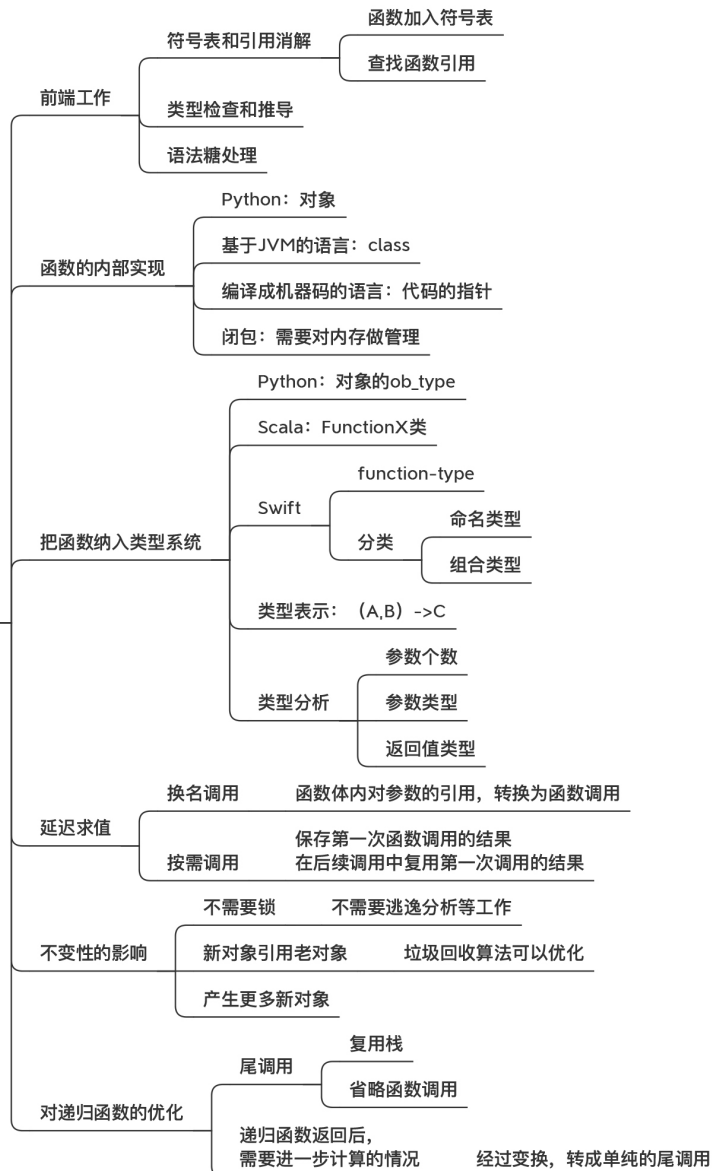 函数加入符号表
符号表和引用消解
查找函数引用
前端工作
类型检查和推导
语法糖处理
Python：对象
基于JVM的语言：class
函数的内部实现
编译成机器码的语言：代码的指针
闭包：需要对内存做管理
Python：对象的ob_type
Scala：FunctionX类
function-type
Swift
命名类型
分类
组合类型
把函数纳入类型系统
类型表示：（A,B）->C
参数个数
类型分析
参数类型
返回值类型
换名调用
函数体内对参数的引用，转换为函数调用
延迟求值
保存第一次函数调用的结果
按需调用
在后续调用中复用第一次调用的结果
不需要锁
不需要逃逸分析等工作
不变性的影响
新对象引用老对象
垃圾回收算法可以优化
产生更多新对象
复用栈
尾调用
省略函数调用
对递归函数的优化
递归函数返回后，
需要进一步计算的情况
经过变换，转成单纯的尾调用